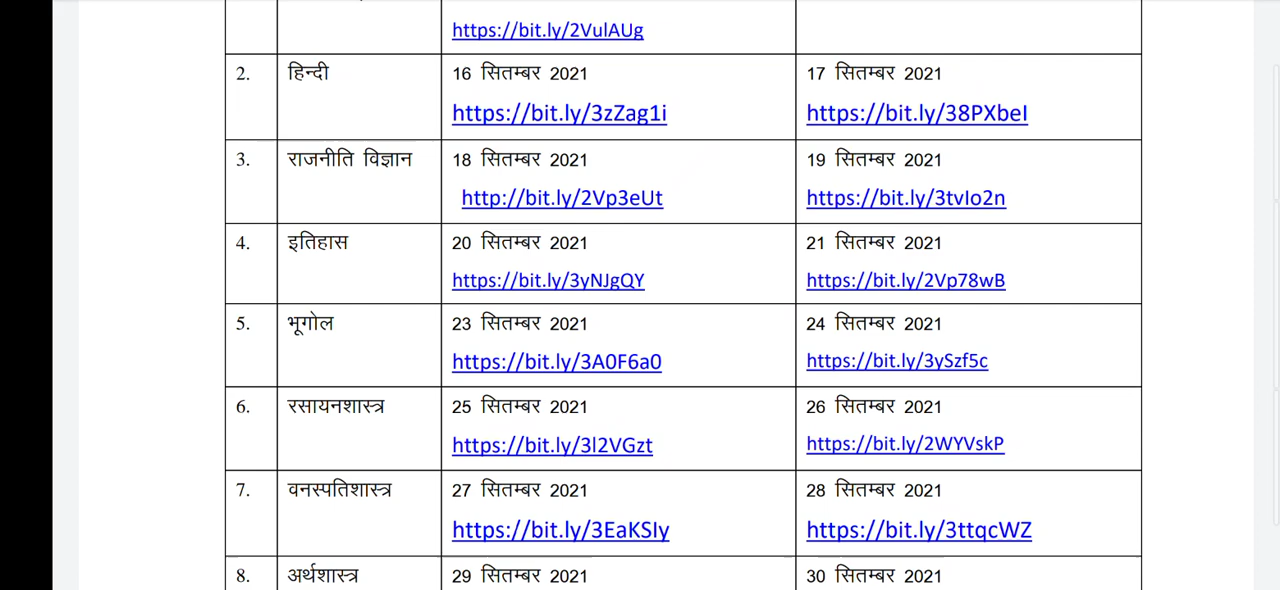 https://bit.ly/2VulAUg
2. हिन्दी 16 सितम्बर 2021 17 सितम्बर 2021
https://bit.ly/3zZag1i https://bit.ly/38PXbeI
3. राजनीति विज्ञान 18 सितम्बर 2021 19 सितम्बर 2021
http://bit.ly/2Vp3eUt https://bit.ly/3tvIo2n
4. इतिहास 20 सितम्बर 2021 21 सितम्बर 2021
https://bit.ly/3yNJgQY https://bit.ly/2Vp78wB
5. भूगोल 23 सितम्बर 2021 24 सितम्बर 2021
https://bit.ly/3A0F6a0 https://bit.ly/3ySzf5c
6. रसायनशास्त्र 25 सितम्बर 2021 26 सितम्बर 2021
https://bit.ly/3l2VGzt https://bit.ly/2WYVskP
7. वनस्पतिशास्त्र 27 सितम्बर 2021 28 सितम्बर 2021
https://bit.ly/3EaKSIy https://bit.ly/3ttqcWZ
8. अर्थशास्त्र 29 सितम्बर 2021 30 सितम्बर 2021